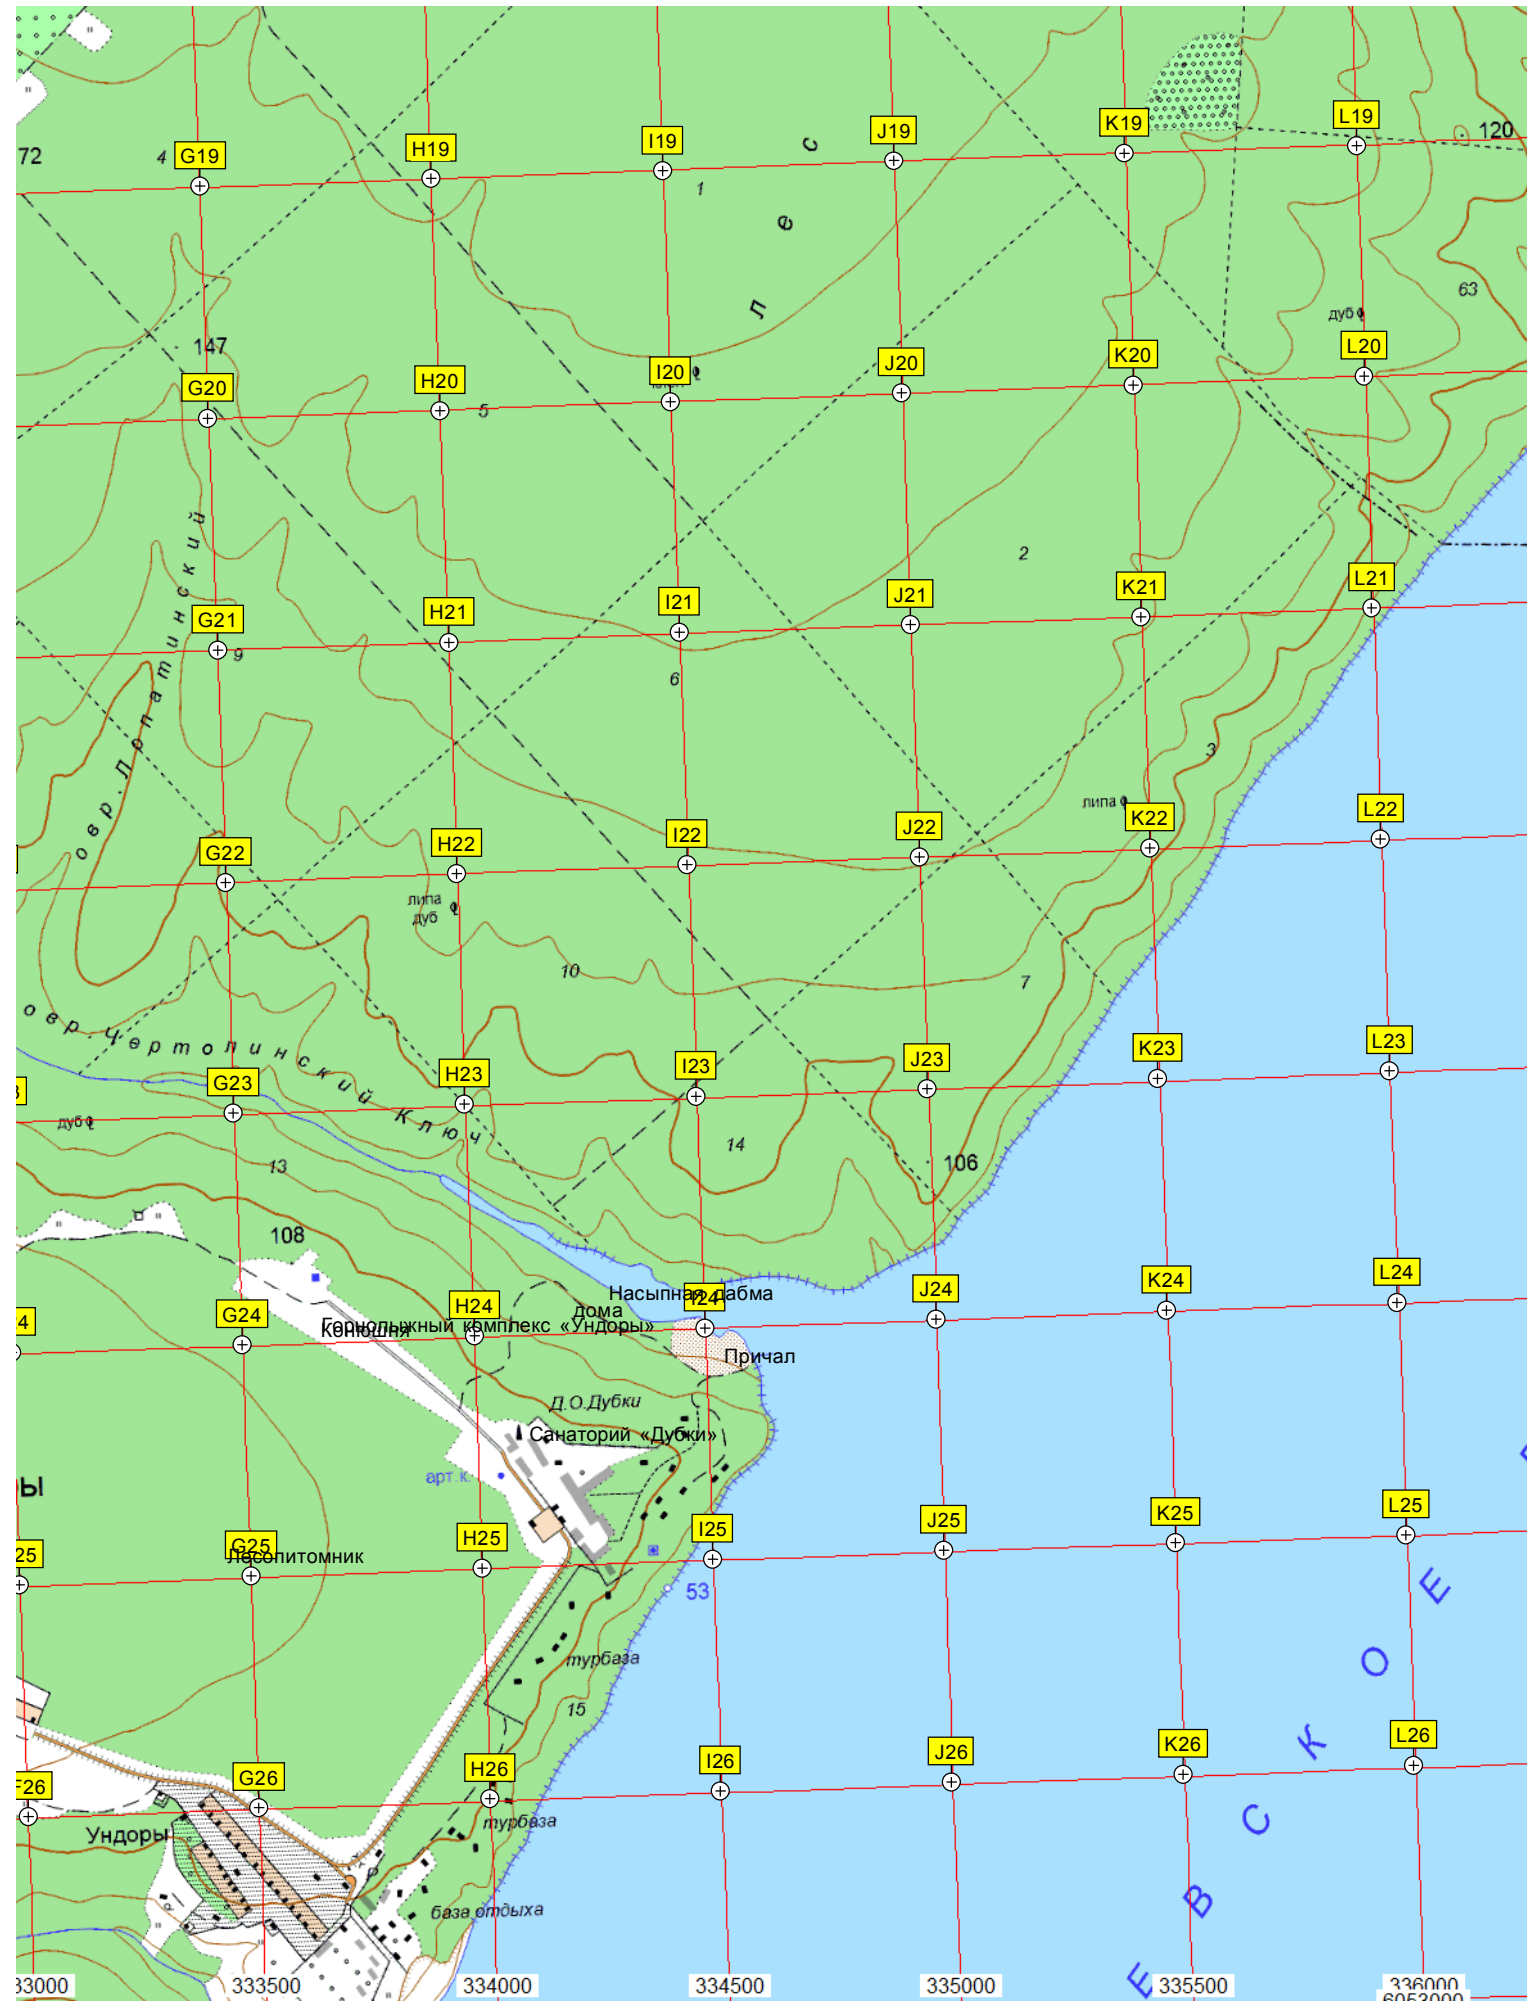 K19
L19
120
J19
с
I19
H19
G19
4
72
1
е
63
л
дуб
147
L20
K20
J20
I20
H20
G20
5
овр. Лопатинский
2
L21
K21
J21
I21
H21
G21
9
6
3
липа
K22
L22
J22
I22
H22
G22
липа
дуб
10
7
овр. Чертолинский Ключ
L23
K23
J23
I23
H23
G23
дуб
13
14
106
108
L24
K24
J24
Насыпная дабма
I24
дома
H24
G24
4
Горнолыжный комплекс «Ундоры»
Конюшня
Причал
Д.О.Дубки
Санаторий «Дубки»
арт.к.
ы
L25
K25
J25
I25
H25
G25
25
Лесопитомник
53
Е
турбаза
О
15
К
L26
K26
J26
I26
H26
G26
F26
турбаза
Ундоры
С
В
база отдыха
Е
33000
333500
334000
334500
335000
335500
336000
6053000